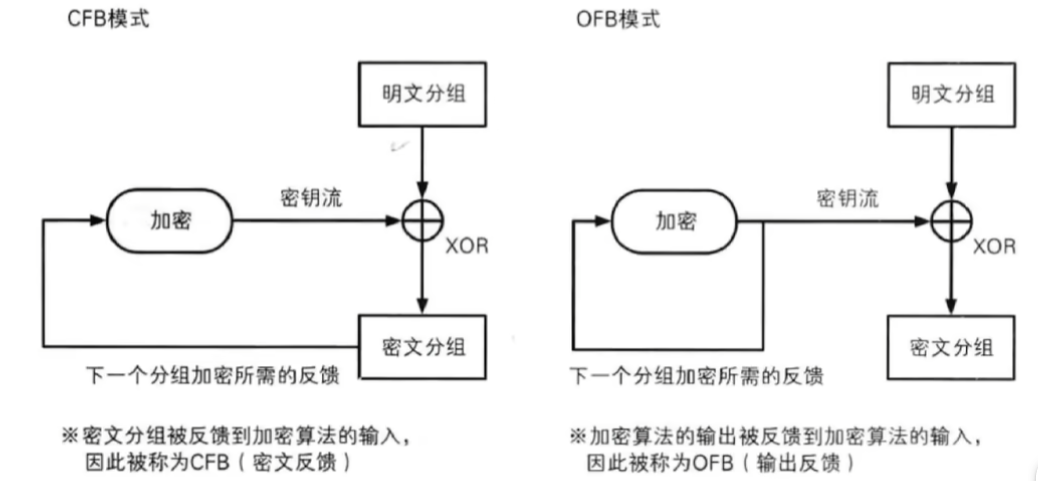 CFB模式
明文分组
加密
密钥流
XOR
密文分组
下一个分组加密所需的反馈
※密文分组被反馈到加密算法的输入，
因此被称为CFB（密文反馈）
OFB模式
明文分组
加密
密钥流
XOR
密文分组
下一个分组加密所需的反馈
※加密算法的输出被反馈到加密算法的输入，
因此被称为OFB（输出反馈）